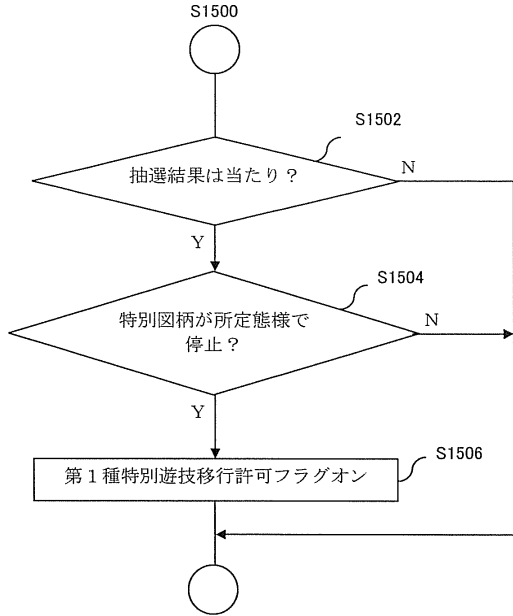 S1500
S1502
抽選結果は当たり？
N
Y
S1504
特別図柄が所定態様で
停止？
N
Y
S1506
第１種特別遊技移行許可フラグオン